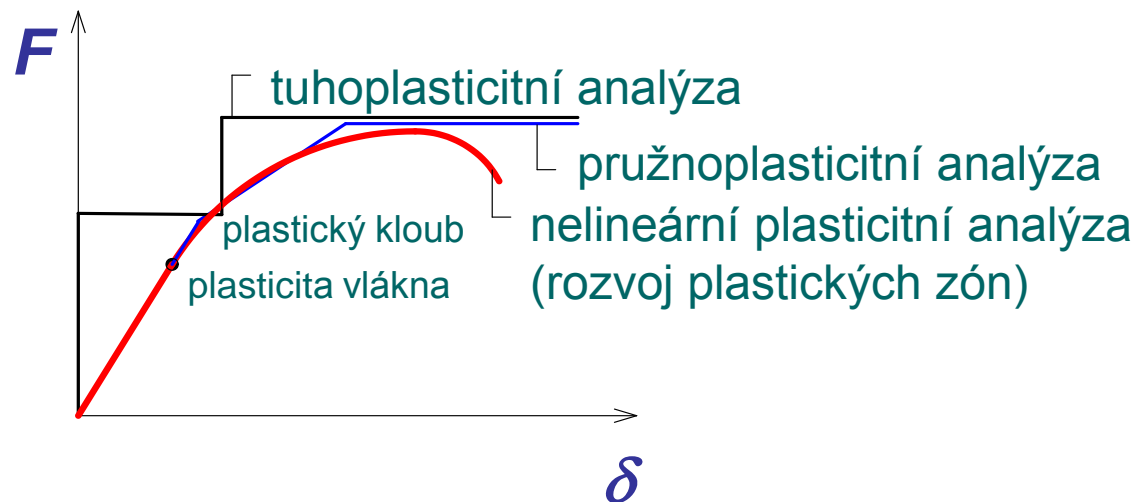 F
tuhoplasticitní analýza
pružnoplasticitní analýza
plastický kloub
nelineární plasticitní analýza
plasticita vlákna
(rozvoj plastických zón)
δ